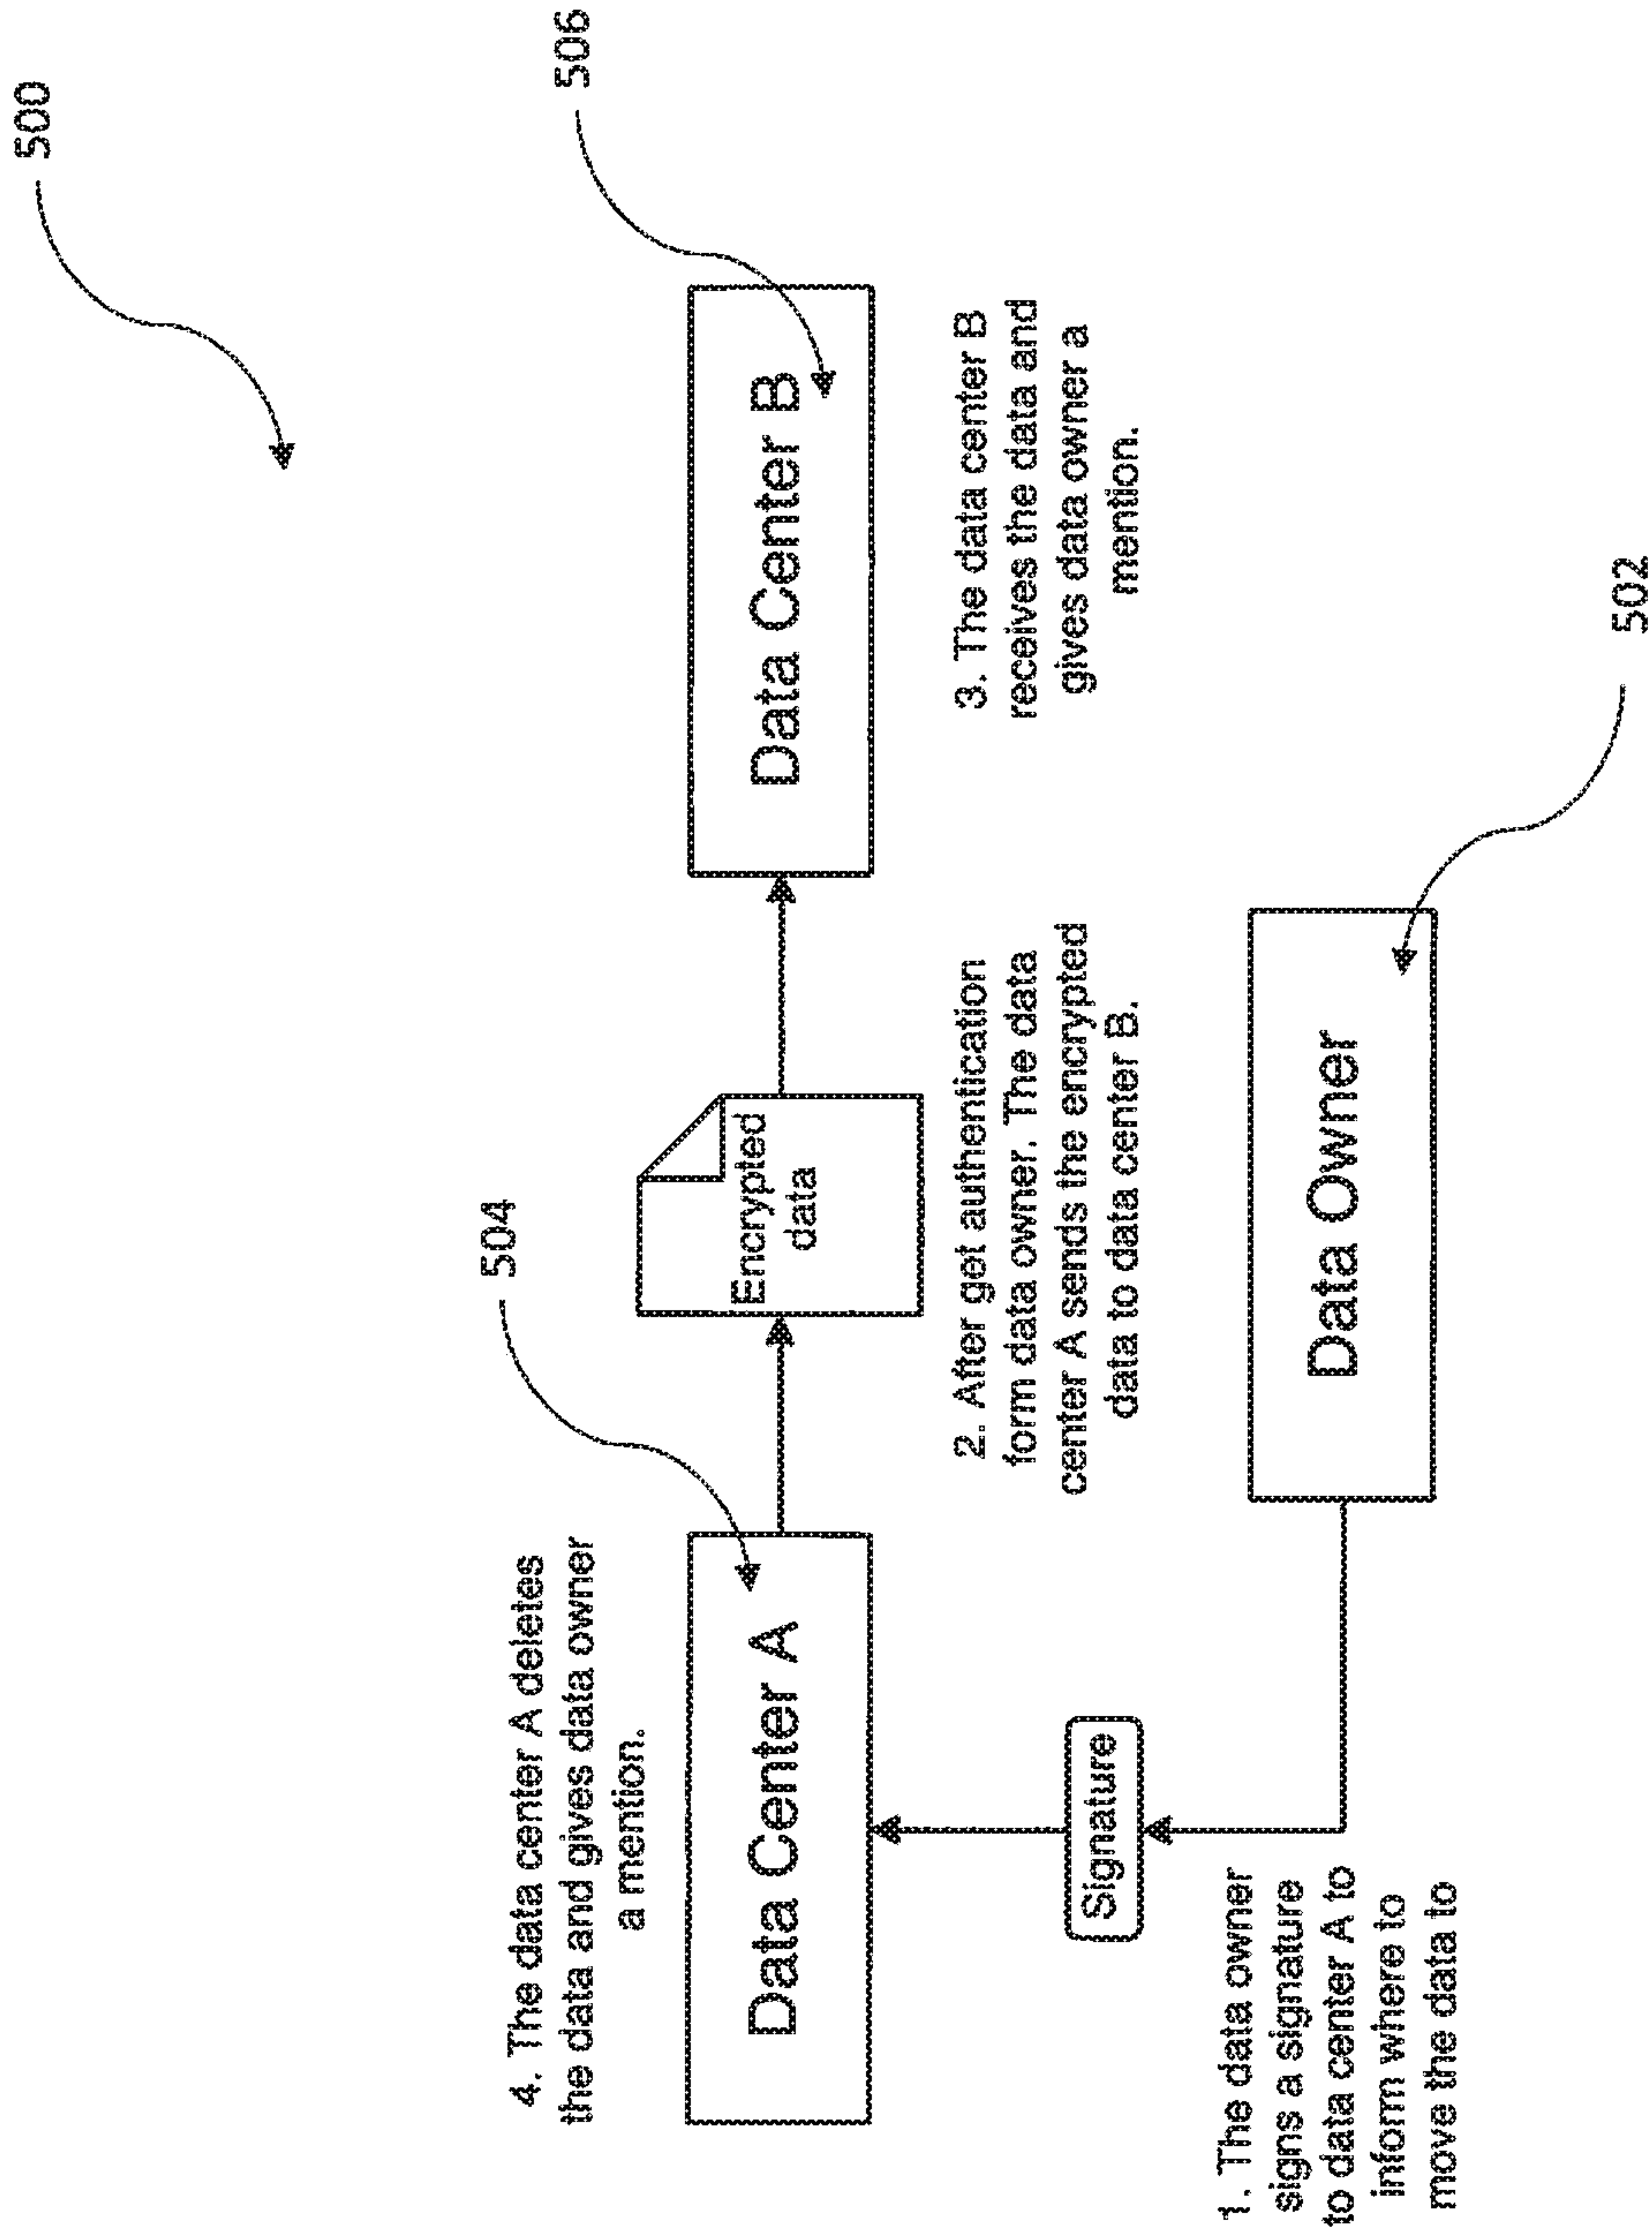 500
506
504
4. The data center A deletes
the data and gives data owner
a mention.
Data Center A
Encrypted
data
Data Center B
2. After get authentication
form data owner. The data
center A sends the encrypted
data to data center B.
3. The data center B
receives the data and
gives data owner a
mention.
Signature
1. The data owner
signs a signature
to data center A to
inform where to
move the data to
Data Owner
502